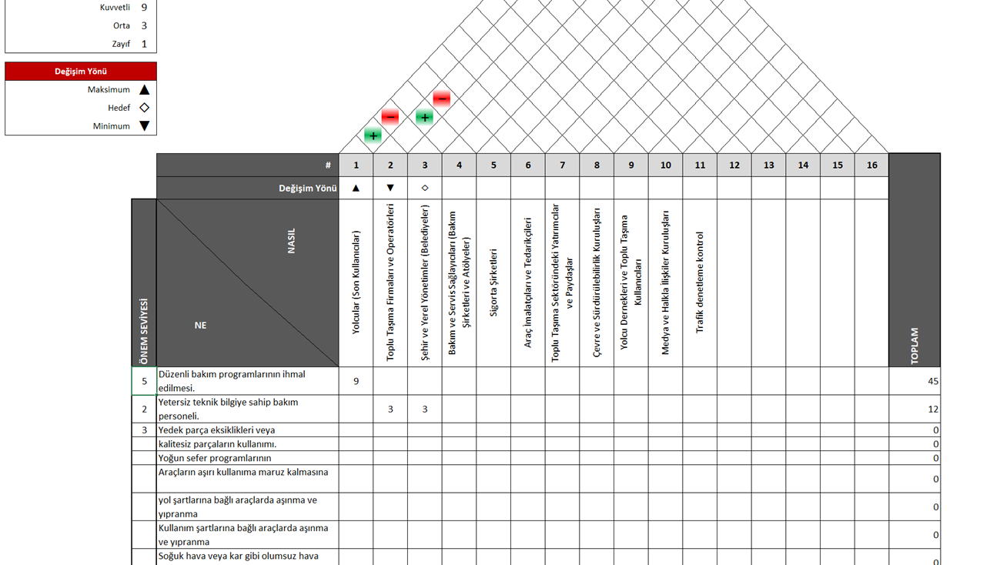 Kuvvetli 9
Orta 3
Zayıf 1
Değişim Yönü
Maksimum ▲
Hedef ◇
Minimum ▼
−
− +
+
# 1 2 3 4 5 6 7 8 9 10 11 12 13 14 15 16
Değişim Yönü ▲ ▼ ◇
ÖNEM SEVİYESİ
NASIL
NE
Yolcular (Son Kullanıcılar)
Toplu Taşıma Firmaları ve Operatörleri
Şehir ve Yerel Yönetimler (Belediyeler)
Bakım ve Servis Sağlayıcıları (Bakım
Şirketleri ve Atölyeler)
Sigorta Şirketleri
Araç İmalatçıları ve Tedarikçileri
Toplu Taşıma Sektöründeki Yatırımcılar
ve Paydaşlar
Çevre ve Sürdürülebilirlik Kuruluşları
Yolcu Dernekleri ve Toplu Taşıma
Kullanıcıları
Medya ve Halkla İlişkiler Kuruluşları
Trafik denetleme kontrol
TOPLAM
5 Düzenli bakım programlarının ihmal
edilmesi. 9 45
2 Yetersiz teknik bilgiye sahip bakım
personeli. 3 3 12
3 Yedek parça eksiklikleri veya 0
kalitesiz parçaların kullanımı. 0
Yoğun sefer programlarının 0
Araçların aşırı kullanıma maruz kalmasına 0
yol şartlarına bağlı araçlarda aşınma ve
yıpranma 0
Kullanım şartlarına bağlı araçlarda aşınma
ve yıpranma 0
Soğuk hava veya kar gibi olumsuz hava 0